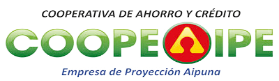 COOPERATIVA DE AHORRO Y CRÉDITO
COOPEAIPE
Empresa de Proyección Aipuna